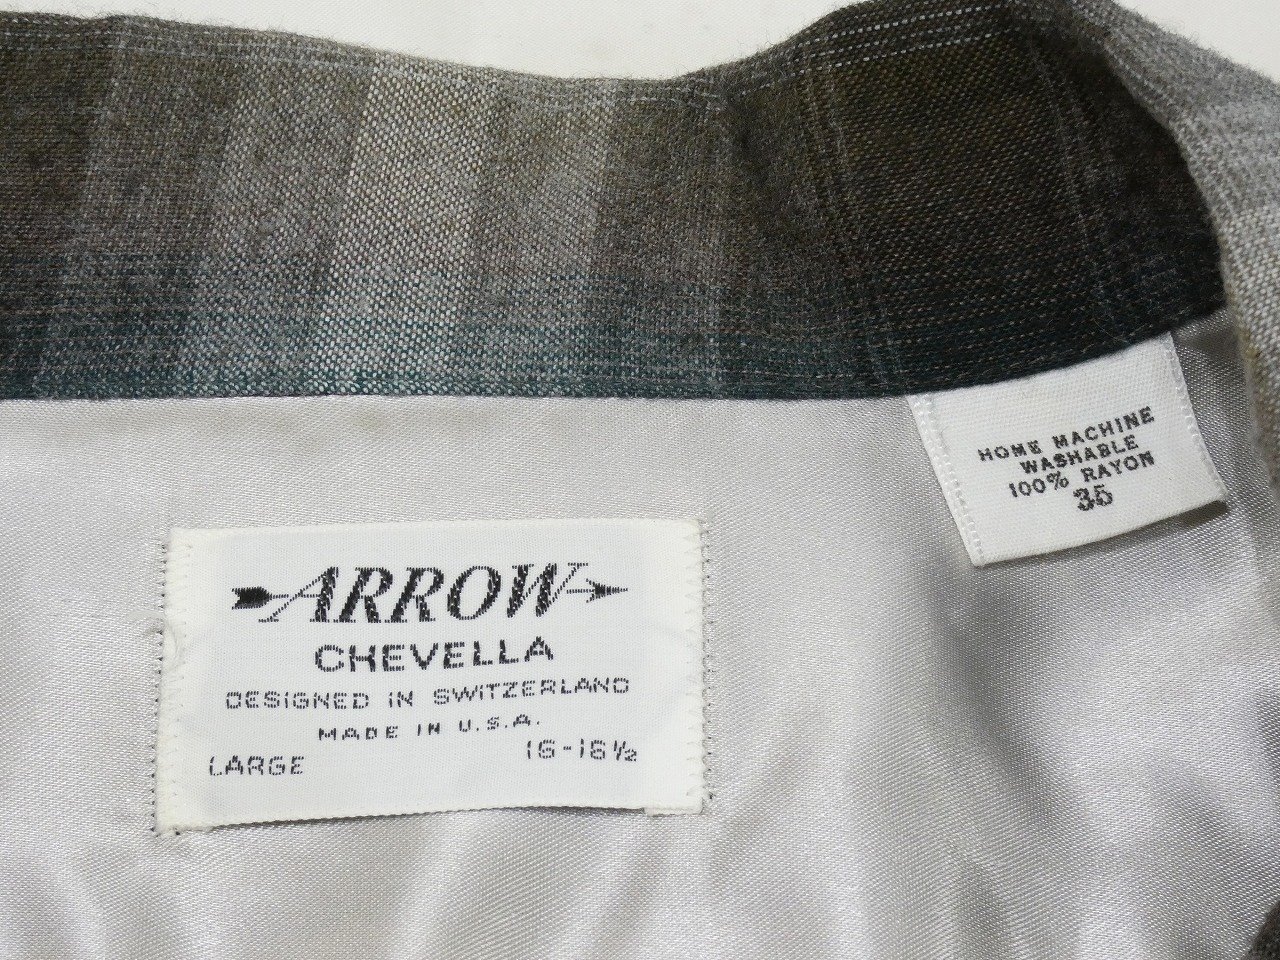 ARROW
CHEVELLA
DESIGNED IN SWITZERLAND
MADE IN U.S.A.
LARGE 16-16½
HOME MACHINE
WASHABLE
100% RAYON
35